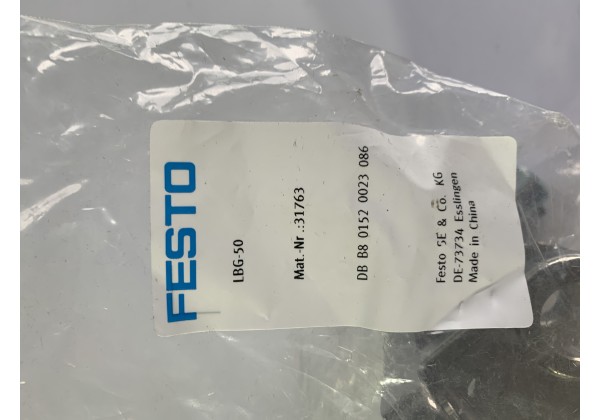 FESTO
LBG-50
Mat.-Nr.:31763
DB B8 0152 0023 086
Festo SE & Co. KG
DE-73734 Esslingen
Made in China